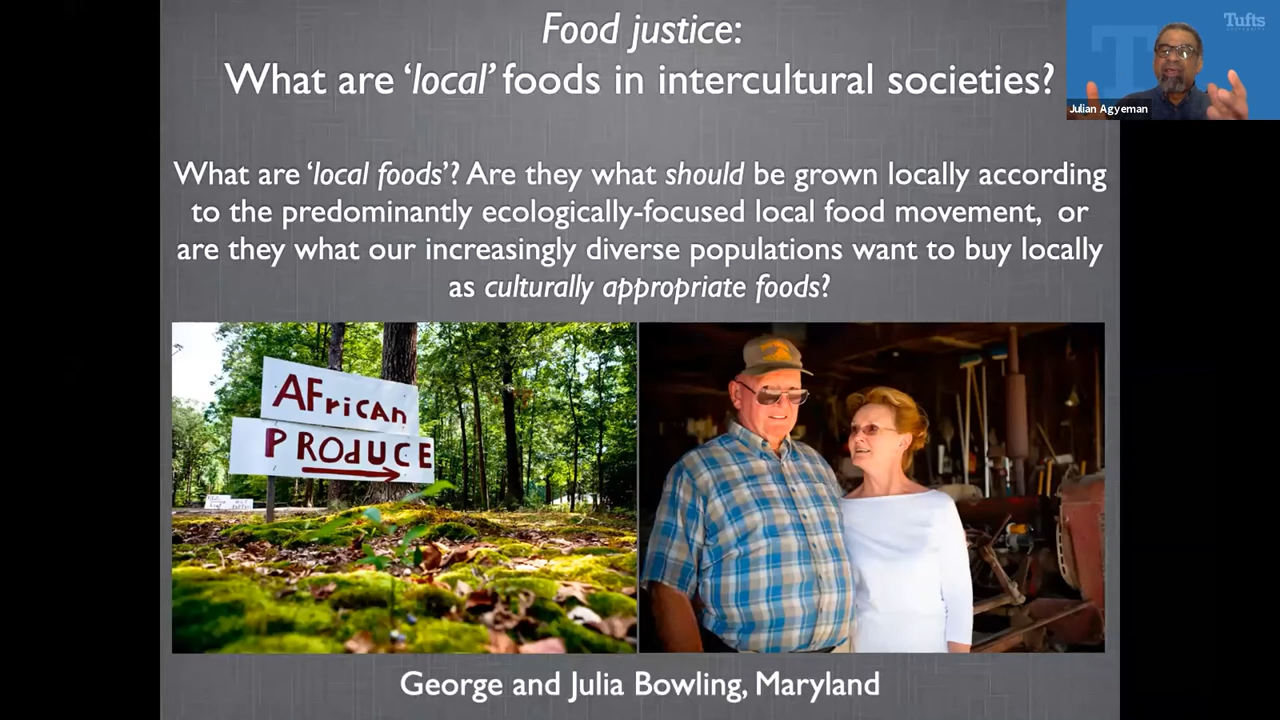 Food justice:
What are ‘local’ foods in intercultural societies?
Tufts
UNIVERSITY
Julian Agyeman
What are ‘local foods’? Are they what should be grown locally according
to the predominantly ecologically-focused local food movement, or
are they what our increasingly diverse populations want to buy locally
as culturally appropriate foods?
AFrican
PROdUCE
George and Julia Bowling, Maryland